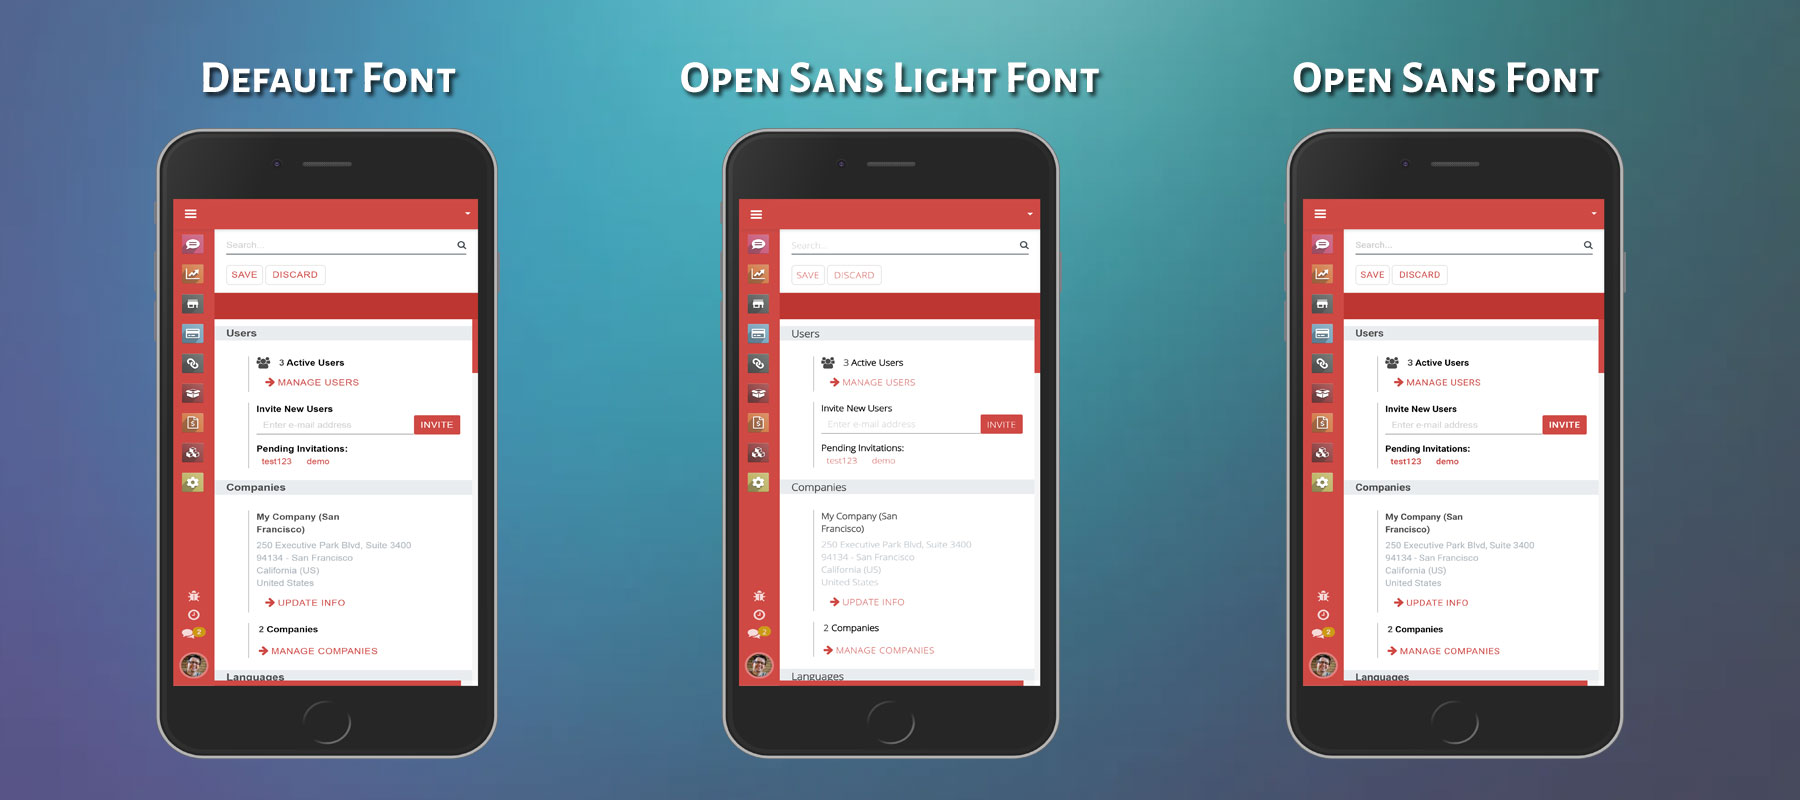 Default Font
Search...
SAVE DISCARD
Users
3 Active Users
MANAGE USERS
Invite New Users
Enter e-mail address INVITE
Pending Invitations:
test123 demo
Companies
My Company (San
Francisco)
250 Executive Park Blvd, Suite 3400
94134 - San Francisco
California (US)
United States
UPDATE INFO
2 Companies
2
MANAGE COMPANIES
Languages
Open Sans Light Font
Search...
SAVE DISCARD
Users
3 Active Users
MANAGE USERS
Invite New Users
Enter e-mail address INVITE
Pending Invitations:
test123 demo
Companies
My Company (San
Francisco)
250 Executive Park Blvd, Suite 3400
94134 - San Francisco
California (US)
United States
UPDATE INFO
2 Companies
2
MANAGE COMPANIES
Languages
Open Sans Font
Search...
SAVE DISCARD
Users
3 Active Users
MANAGE USERS
Invite New Users
Enter e-mail address INVITE
Pending Invitations:
test123 demo
Companies
My Company (San
Francisco)
250 Executive Park Blvd, Suite 3400
94134 - San Francisco
California (US)
United States
UPDATE INFO
2 Companies
2
MANAGE COMPANIES
Languages